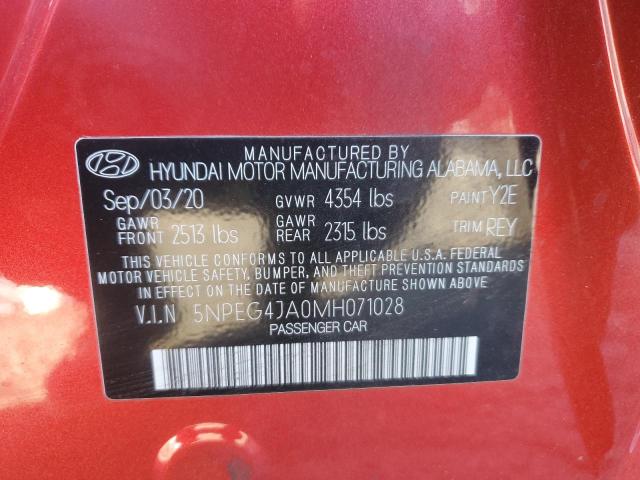 MANUFACTURED BY
HYUNDAI MOTOR MANUFACTURING ALABAMA, LLC
Sep/03/20 GVWR 4354 lbs PAINT Y2E
GAWR FRONT 2513 lbs GAWR REAR 2315 lbs TRIM REY
THIS VEHICLE CONFORMS TO ALL APPLICABLE U.S.A. FEDERAL
MOTOR VEHICLE SAFETY, BUMPER, AND THEFT PREVENTION STANDARDS
IN EFFECT ON THE DATE OF MANUFACTURE SHOWN ABOVE
V.I.N 5NPEG4JA0MH071028
PASSENGER CAR